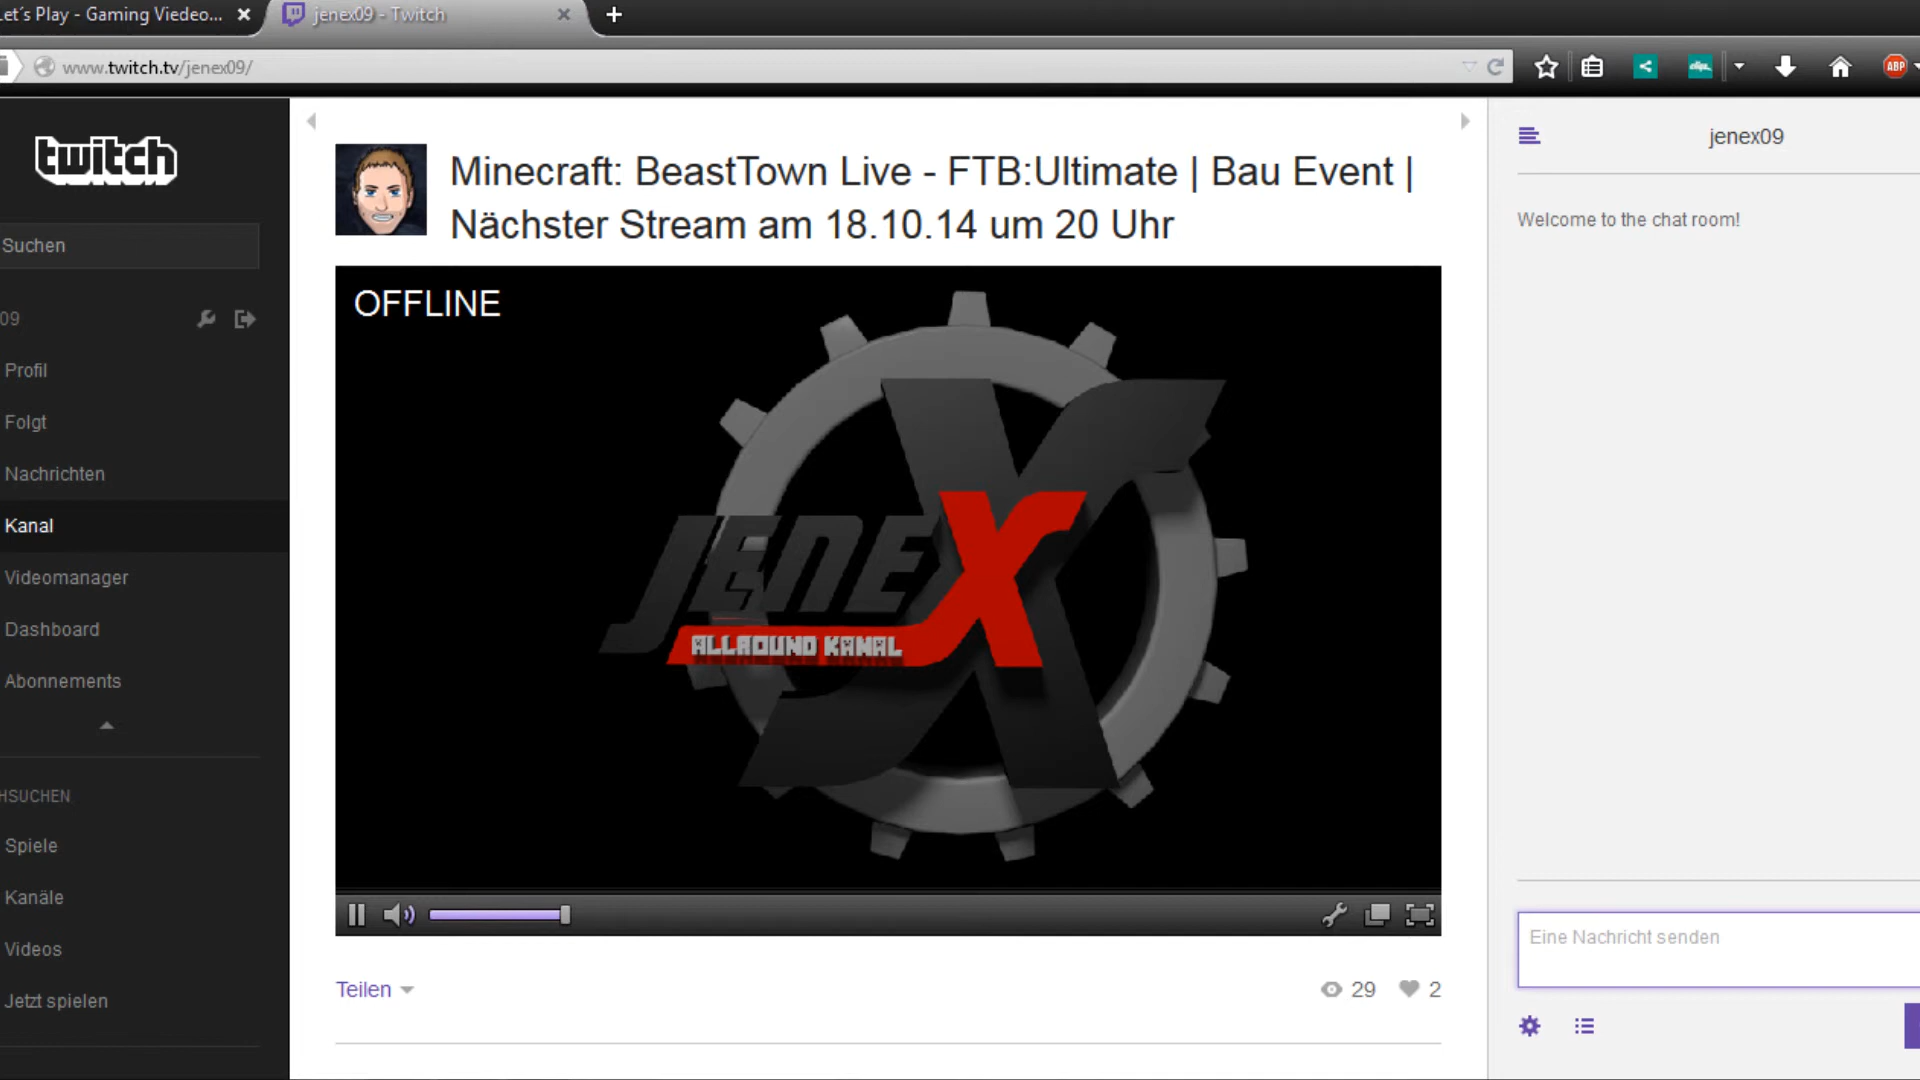 Let´s Play - Gaming Viedeo...
jenex09 - Twitch
www.twitch.tv/jenex09/
ABP
twitch
Suchen
09
Profil
Folgt
Nachrichten
Kanal
Videomanager
Dashboard
Abonnements
HSUCHEN
Spiele
Kanäle
Videos
Jetzt spielen
Minecraft: BeastTown Live - FTB:Ultimate | Bau Event |
Nächster Stream am 18.10.14 um 20 Uhr
OFFLINE
JENEX
ALLROUND KANAL
Teilen
29
2
jenex09
Welcome to the chat room!
Eine Nachricht senden